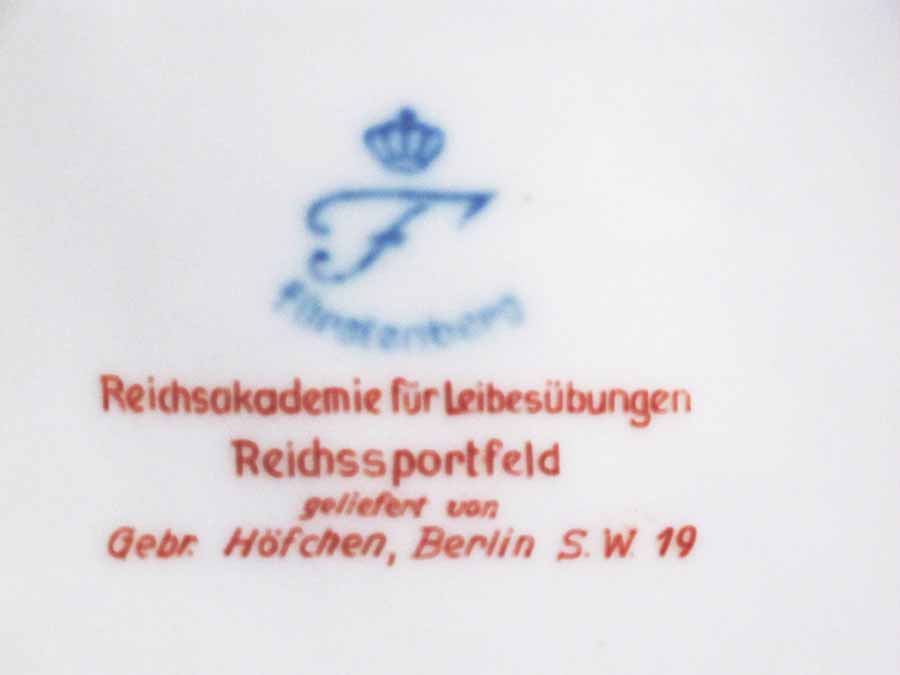 F
Fürstenberg
Reichsakademie für Leibesübungen
Reichssportfeld
geliefert von
Gebr. Höfchen, Berlin S.W. 19